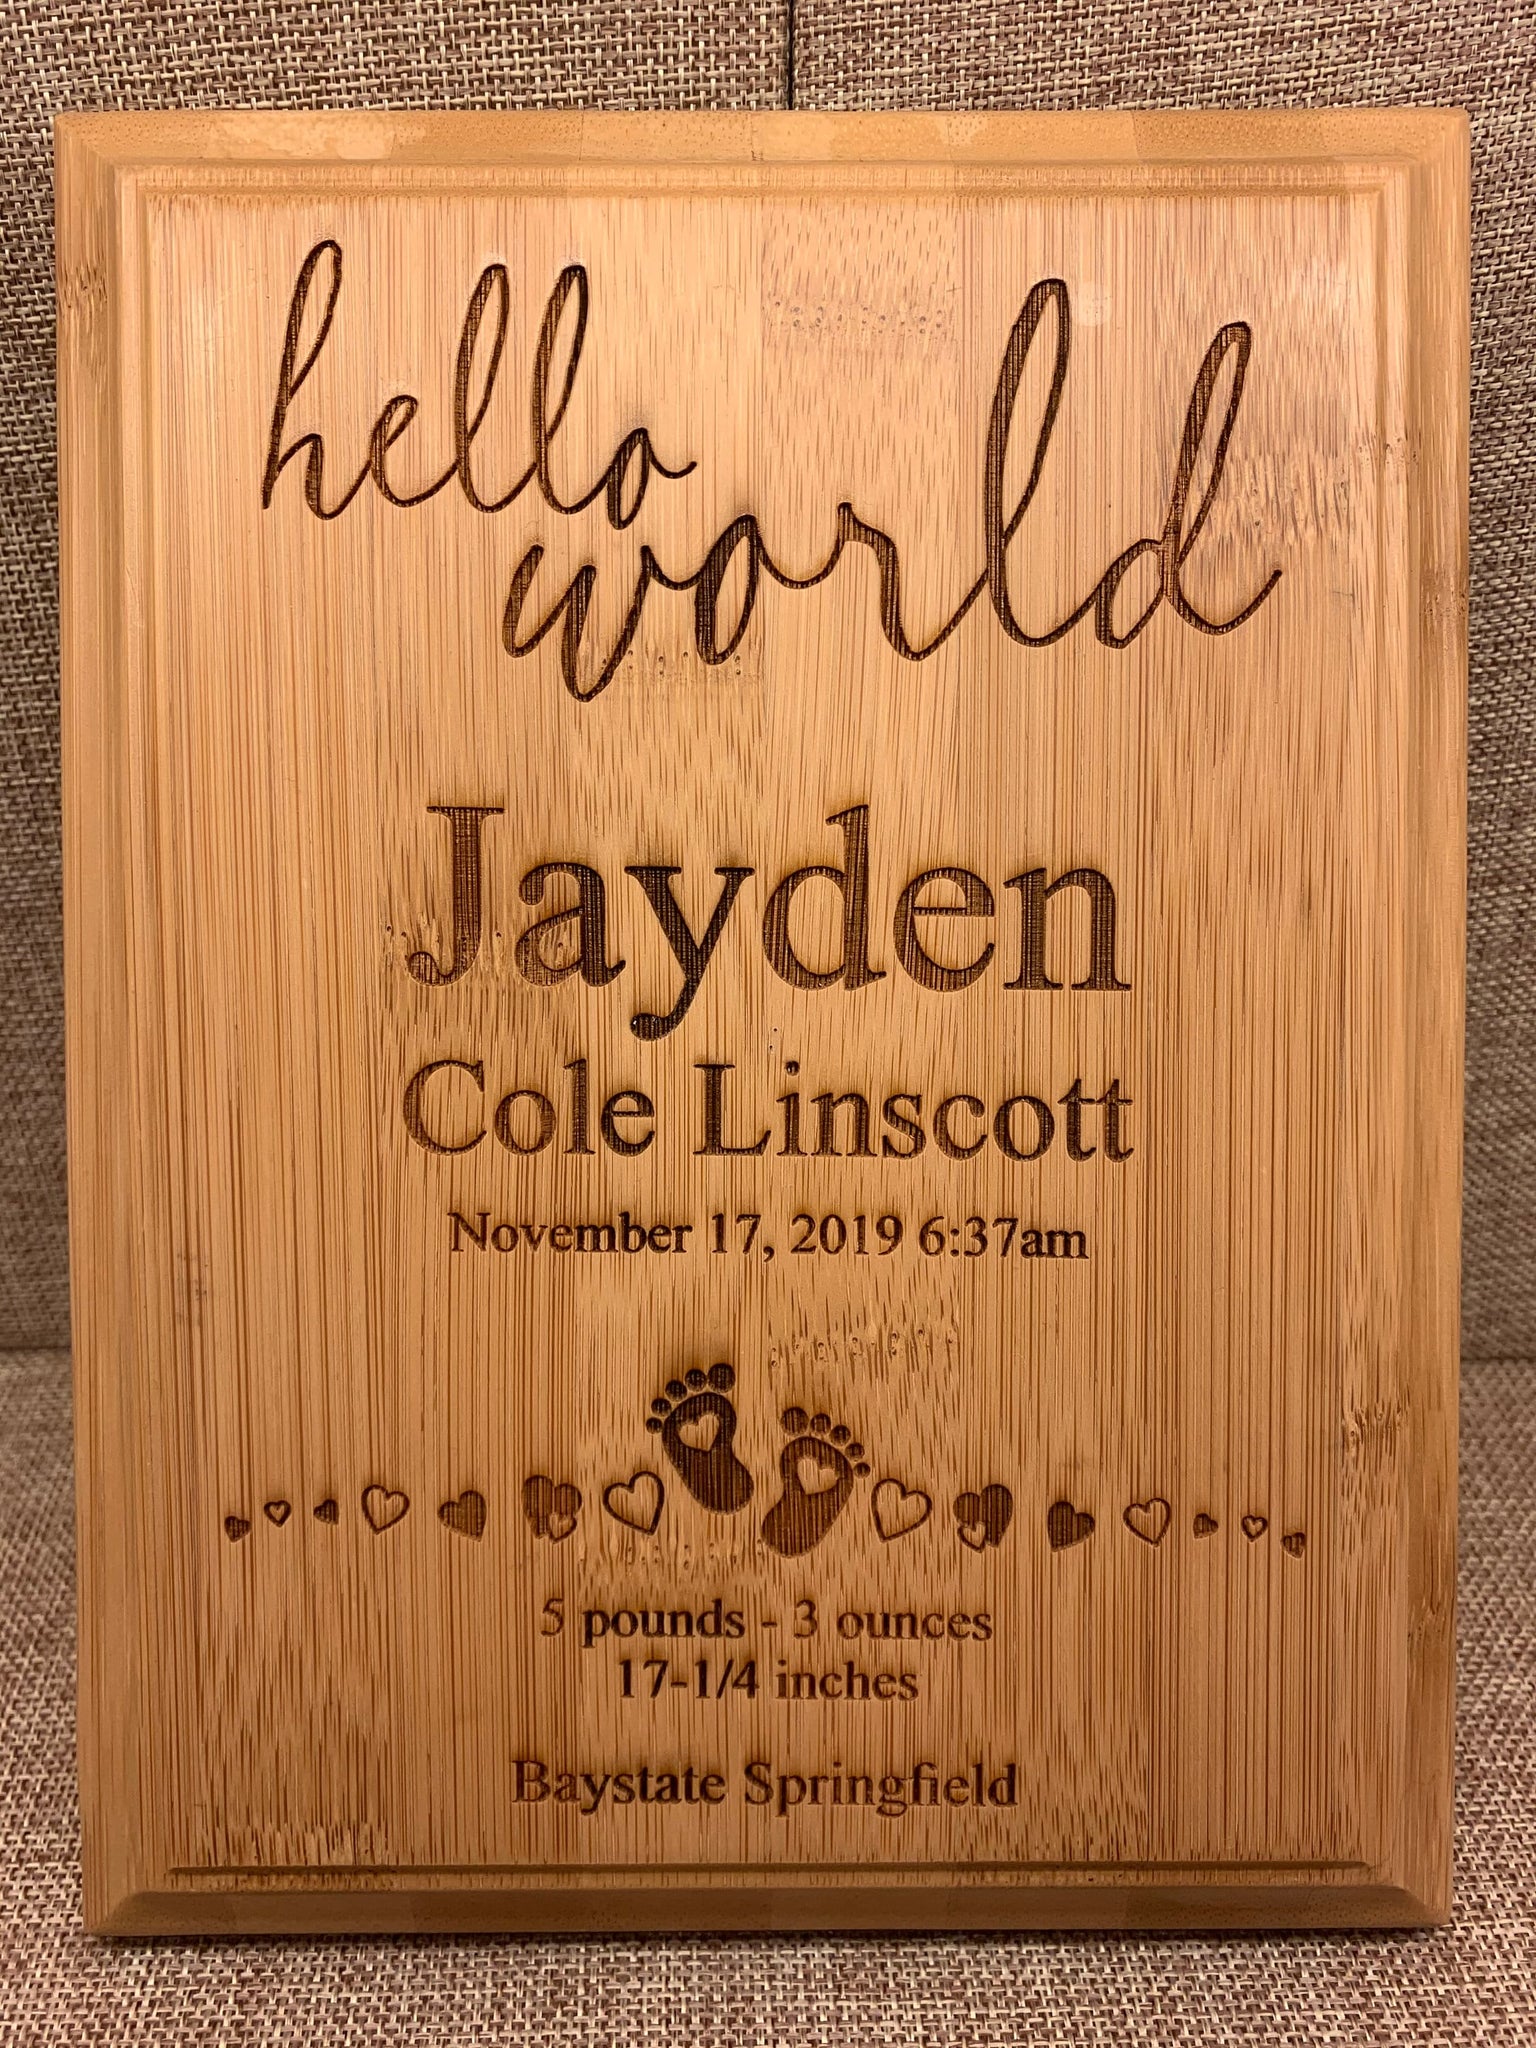 hello
world
Jayden
Cole Linscott
November 17, 2019 6:37am
5 pounds - 3 ounces
17-1/4 inches
Baystate Springfield